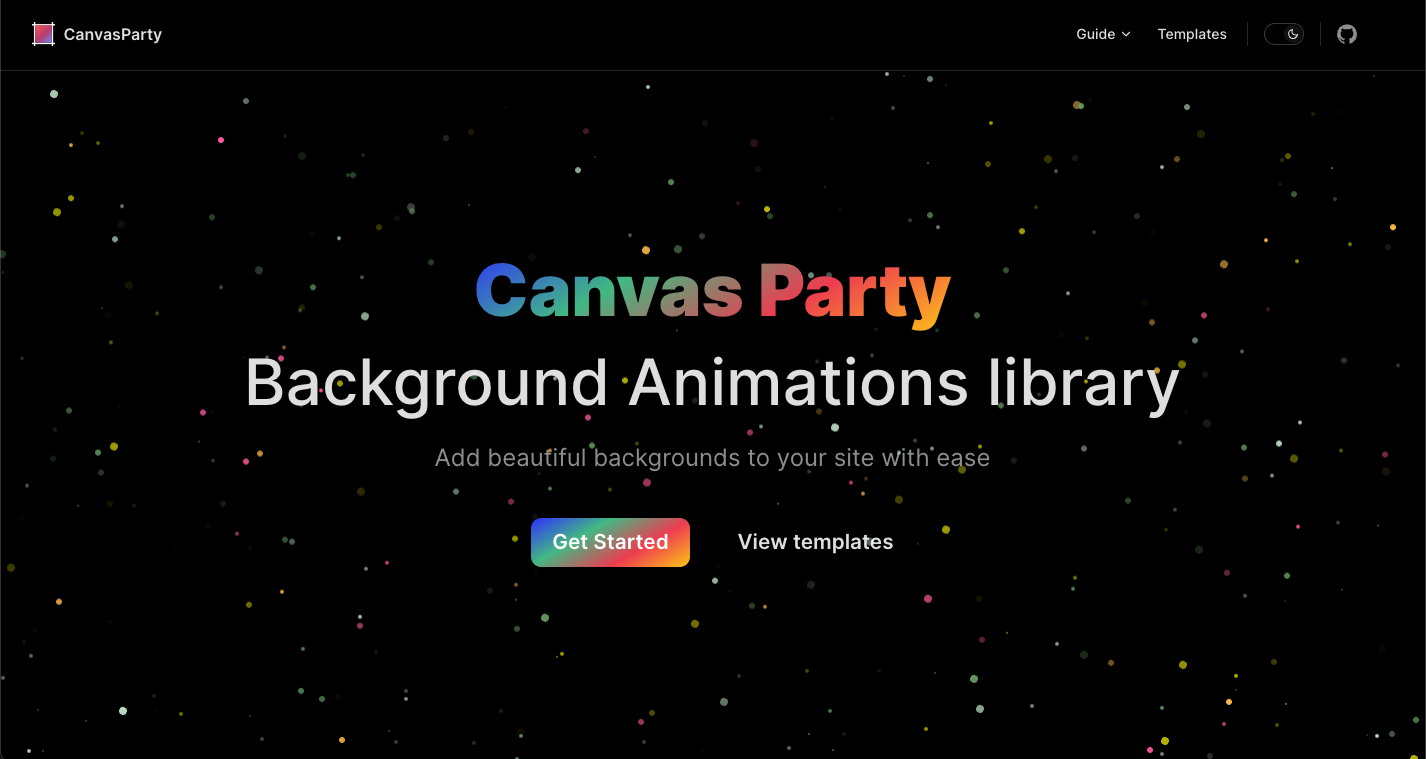 CanvasParty
Guide
Templates
Canvas Party
Background Animations library
Add beautiful backgrounds to your site with ease
Get Started
View templates